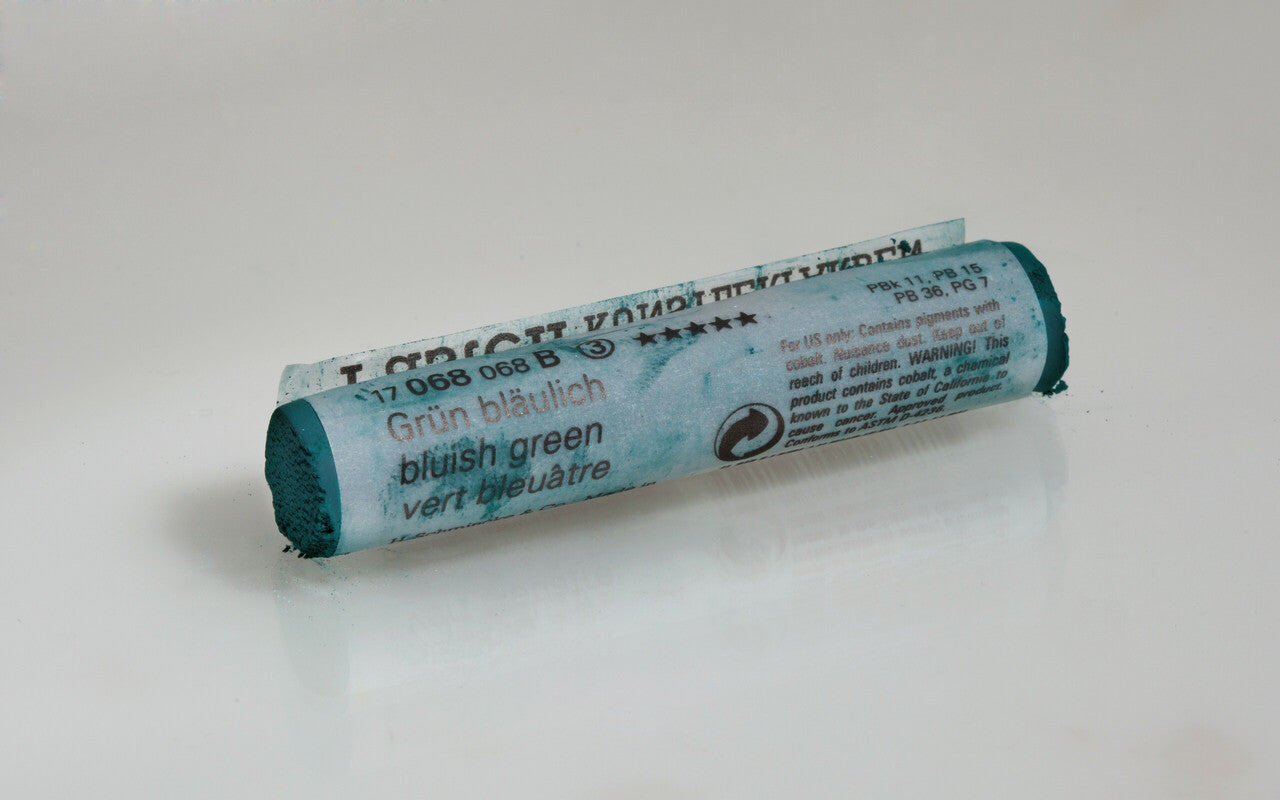 17 068 068 B 3 ★★★★★
Grün bläulich
bluish green
vert bleuâtre
PBk 11, PB 15
PB 36, PG 7
For US only: Contains pigments with
cobalt. Nuisance dust. Keep out of
reach of children. WARNING! This
product contains cobalt, a chemical
known to the State of California to
cause cancer. Approved product.
Conforms to ASTM D-4236.